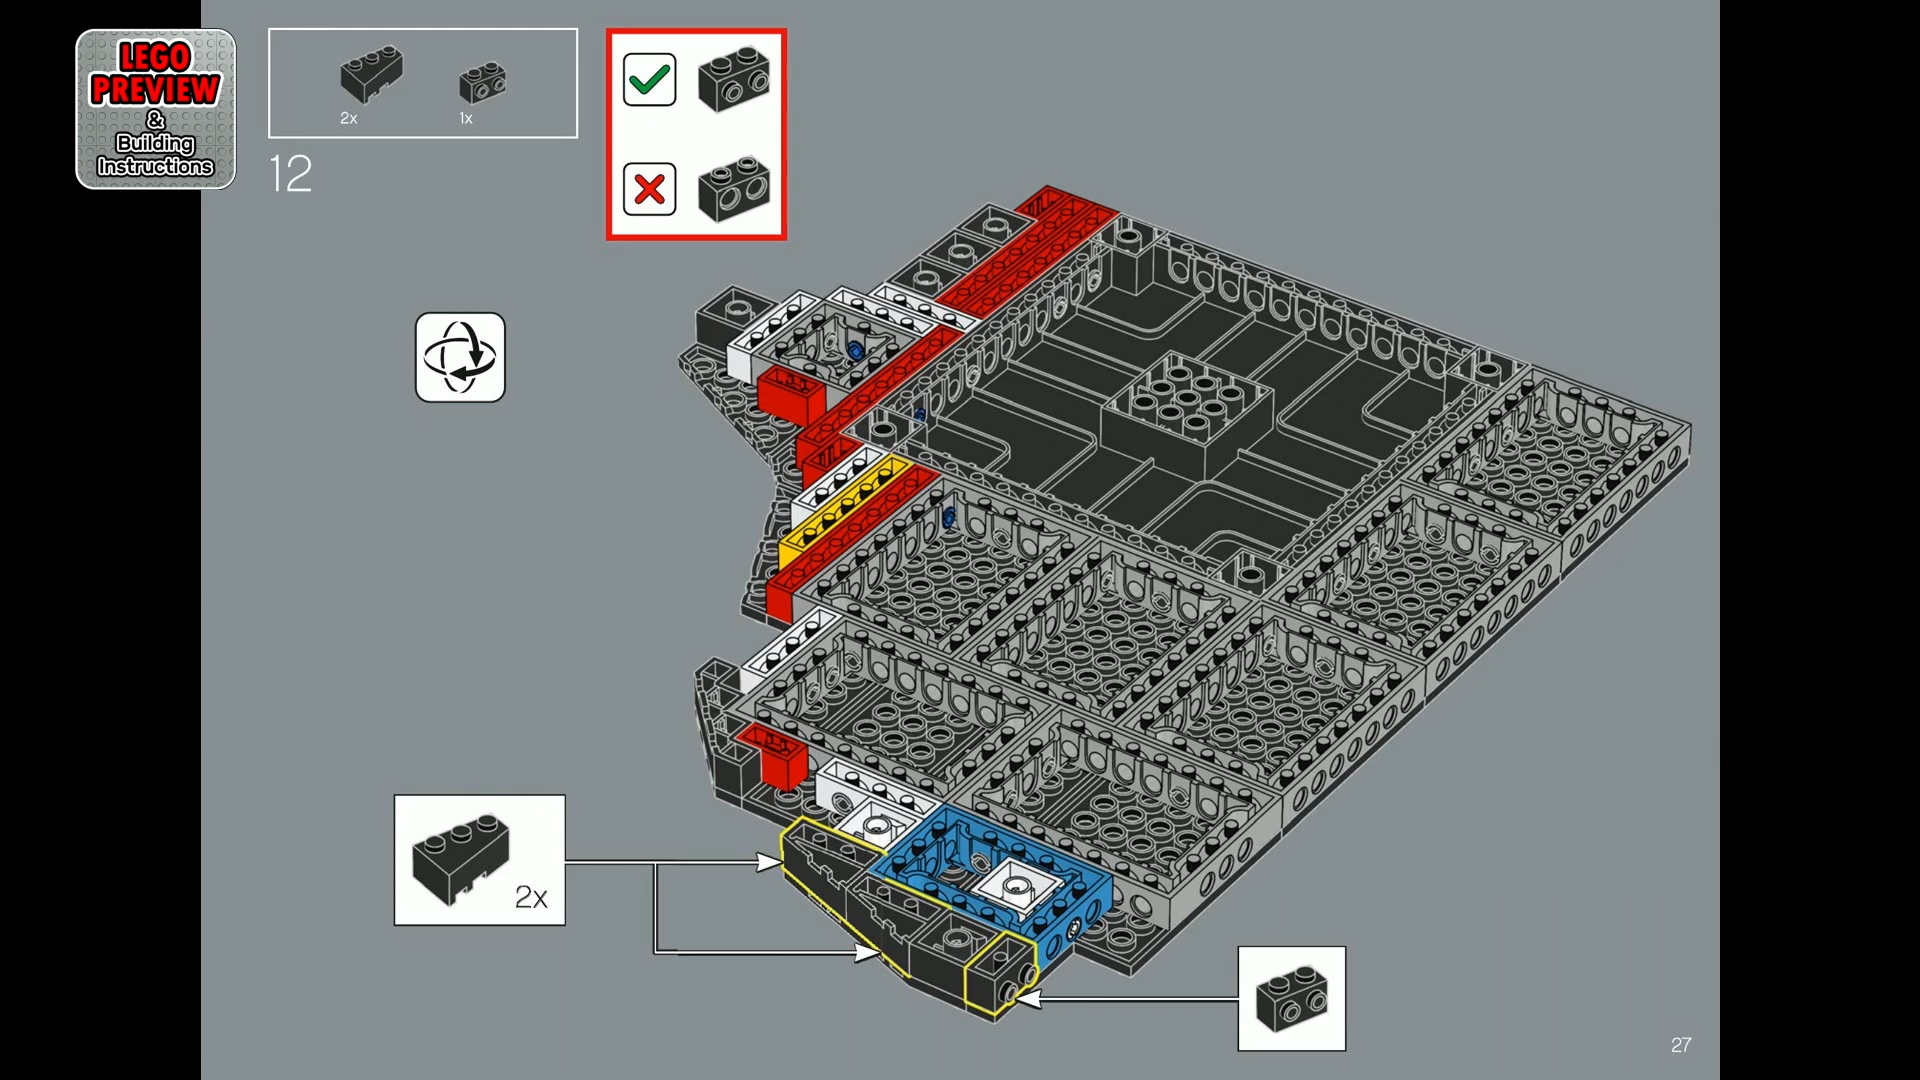 LEGO
PREVIEW
&
Building
Instructions
2x
1x
12
2x
27